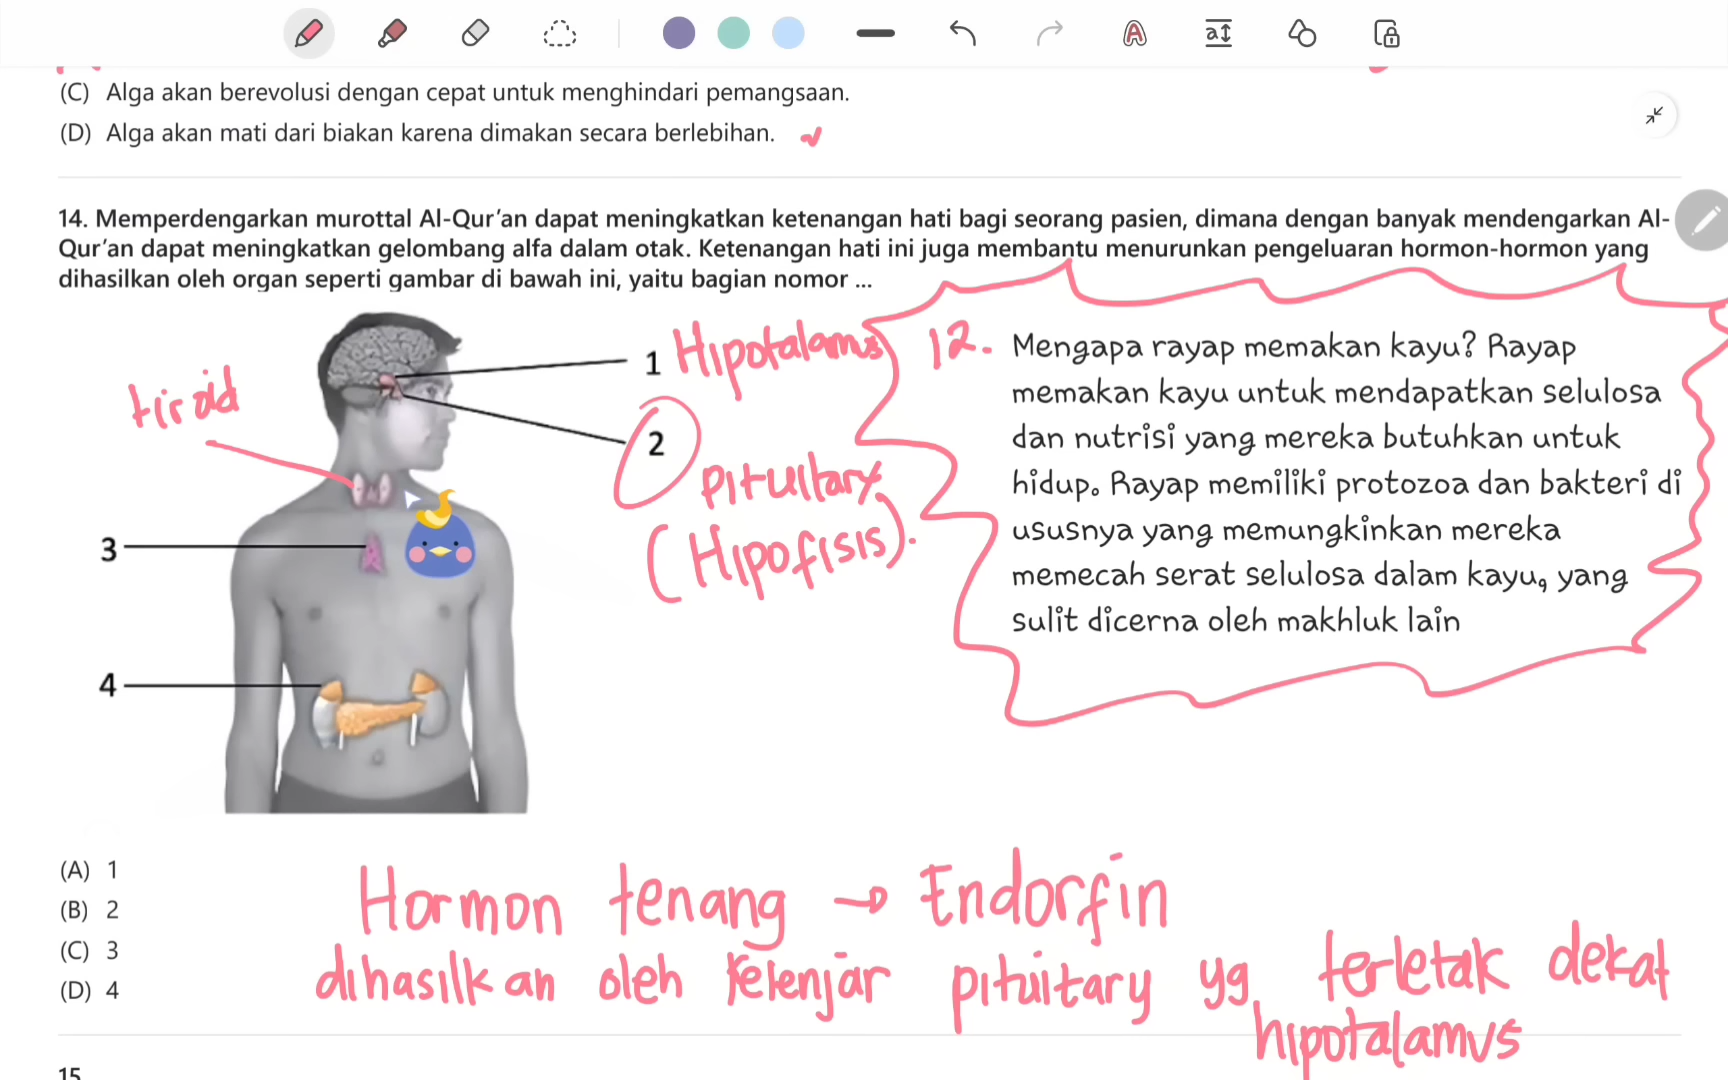 (C) Alga akan berevolusi dengan cepat untuk menghindari pemangsaan.
(D) Alga akan mati dari biakan karena dimakan secara berlebihan.
14. Memperdengarkan murottal Al-Qur'an dapat meningkatkan ketenangan hati bagi seorang pasien, dimana dengan banyak mendengarkan Al-
Qur'an dapat meningkatkan gelombang alfa dalam otak. Ketenangan hati ini juga membantu menurunkan pengeluaran hormon-hormon yang
dihasilkan oleh organ seperti gambar di bawah ini, yaitu bagian nomor ...
tiroid
1 Hipotalamus
2
pituitary
(Hipofisis).
3
4
12. Mengapa rayap memakan kayu? Rayap
memakan kayu untuk mendapatkan selulosa
dan nutrisi yang mereka butuhkan untuk
hidup. Rayap memiliki protozoa dan bakteri di
ususnya yang memungkinkan mereka
memecah serat selulosa dalam kayu, yang
sulit dicerna oleh makhluk lain
(A) 1
(B) 2
(C) 3
(D) 4
Hormon tenang → Endorfin
dihasilkan oleh kelenjar pituitary yg terletak dekat
hipotalamus
15